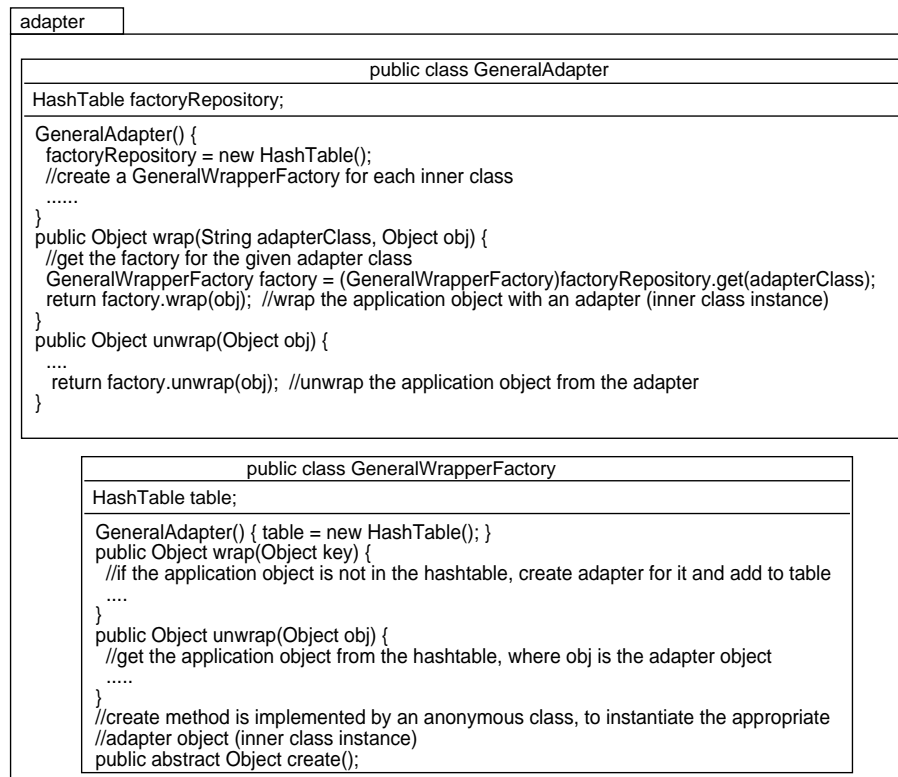 adapter
public class GeneralAdapter
HashTable factoryRepository;
GeneralAdapter() {
factoryRepository = new HashTable();
//create a GeneralWrapperFactory for each inner class
......
}
public Object wrap(String adapterClass, Object obj) {
//get the factory for the given adapter class
GeneralWrapperFactory factory = (GeneralWrapperFactory)factoryRepository.get(adapterClass);
return factory.wrap(obj);  //wrap the application object with an adapter (inner class instance)
}
public Object unwrap(Object obj) {
....
return factory.unwrap(obj);  //unwrap the application object from the adapter
}
public class GeneralWrapperFactory
HashTable table;
GeneralAdapter() { table = new HashTable(); }
public Object wrap(Object key) {
//if the application object is not in the hashtable, create adapter for it and add to table
....
}
public Object unwrap(Object obj) {
//get the application object from the hashtable, where obj is the adapter object
.....
}
//create method is implemented by an anonymous class, to instantiate the appropriate
//adapter object (inner class instance)
public abstract Object create();